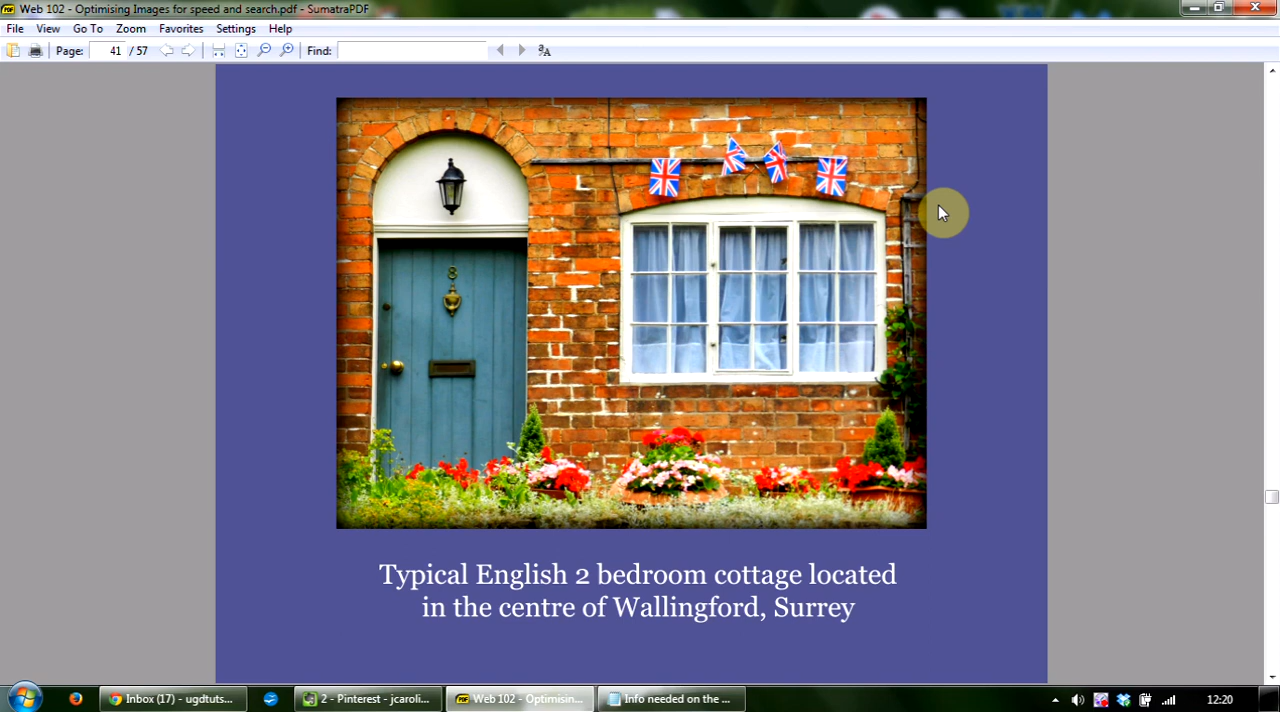 Web 102 - Optimising Images for speed and search.pdf - SumatraPDF
File View Go To Zoom Favorites Settings Help
Page: 41 / 57 Find:
8
Typical English 2 bedroom cottage located
in the centre of Wallingford, Surrey
Inbox (17) - ugdtuts... 2 - Pinterest - jcaroli... Web 102 - Optimisin... Info needed on the ... 12:20